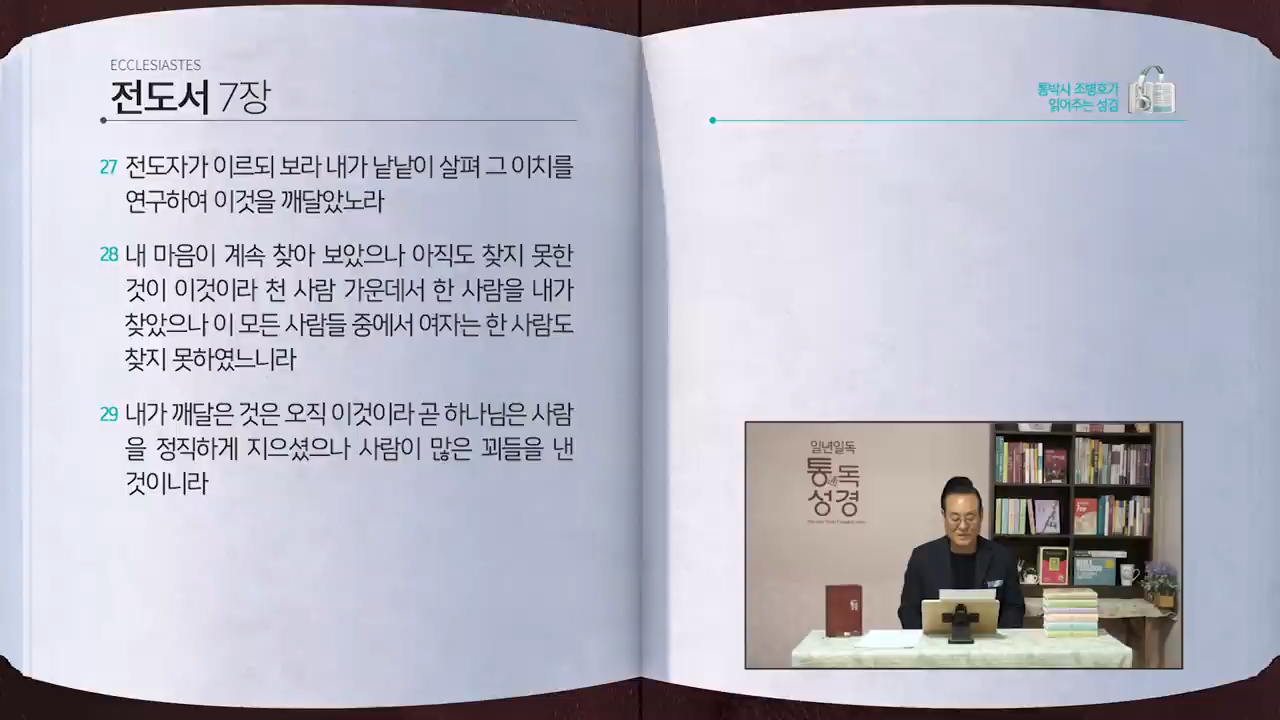 ECCLESIASTES
전도서 7장
27 전도자가 이르되 보라 내가 낱낱이 살펴 그 이치를
연구하여 이것을 깨달았노라
28 내 마음이 계속 찾아 보았으나 아직도 찾지 못한
것이 이것이라 천 사람 가운데서 한 사람을 내가
찾았으나 이 모든 사람들 중에서 여자는 한 사람도
찾지 못하였느니라
29 내가 깨달은 것은 오직 이것이라 곧 하나님은 사람
을 정직하게 지으셨으나 사람이 많은 꾀들을 낸
것이니라
통박사 조병호가
읽어주는 성경
일년일독
통독
성경